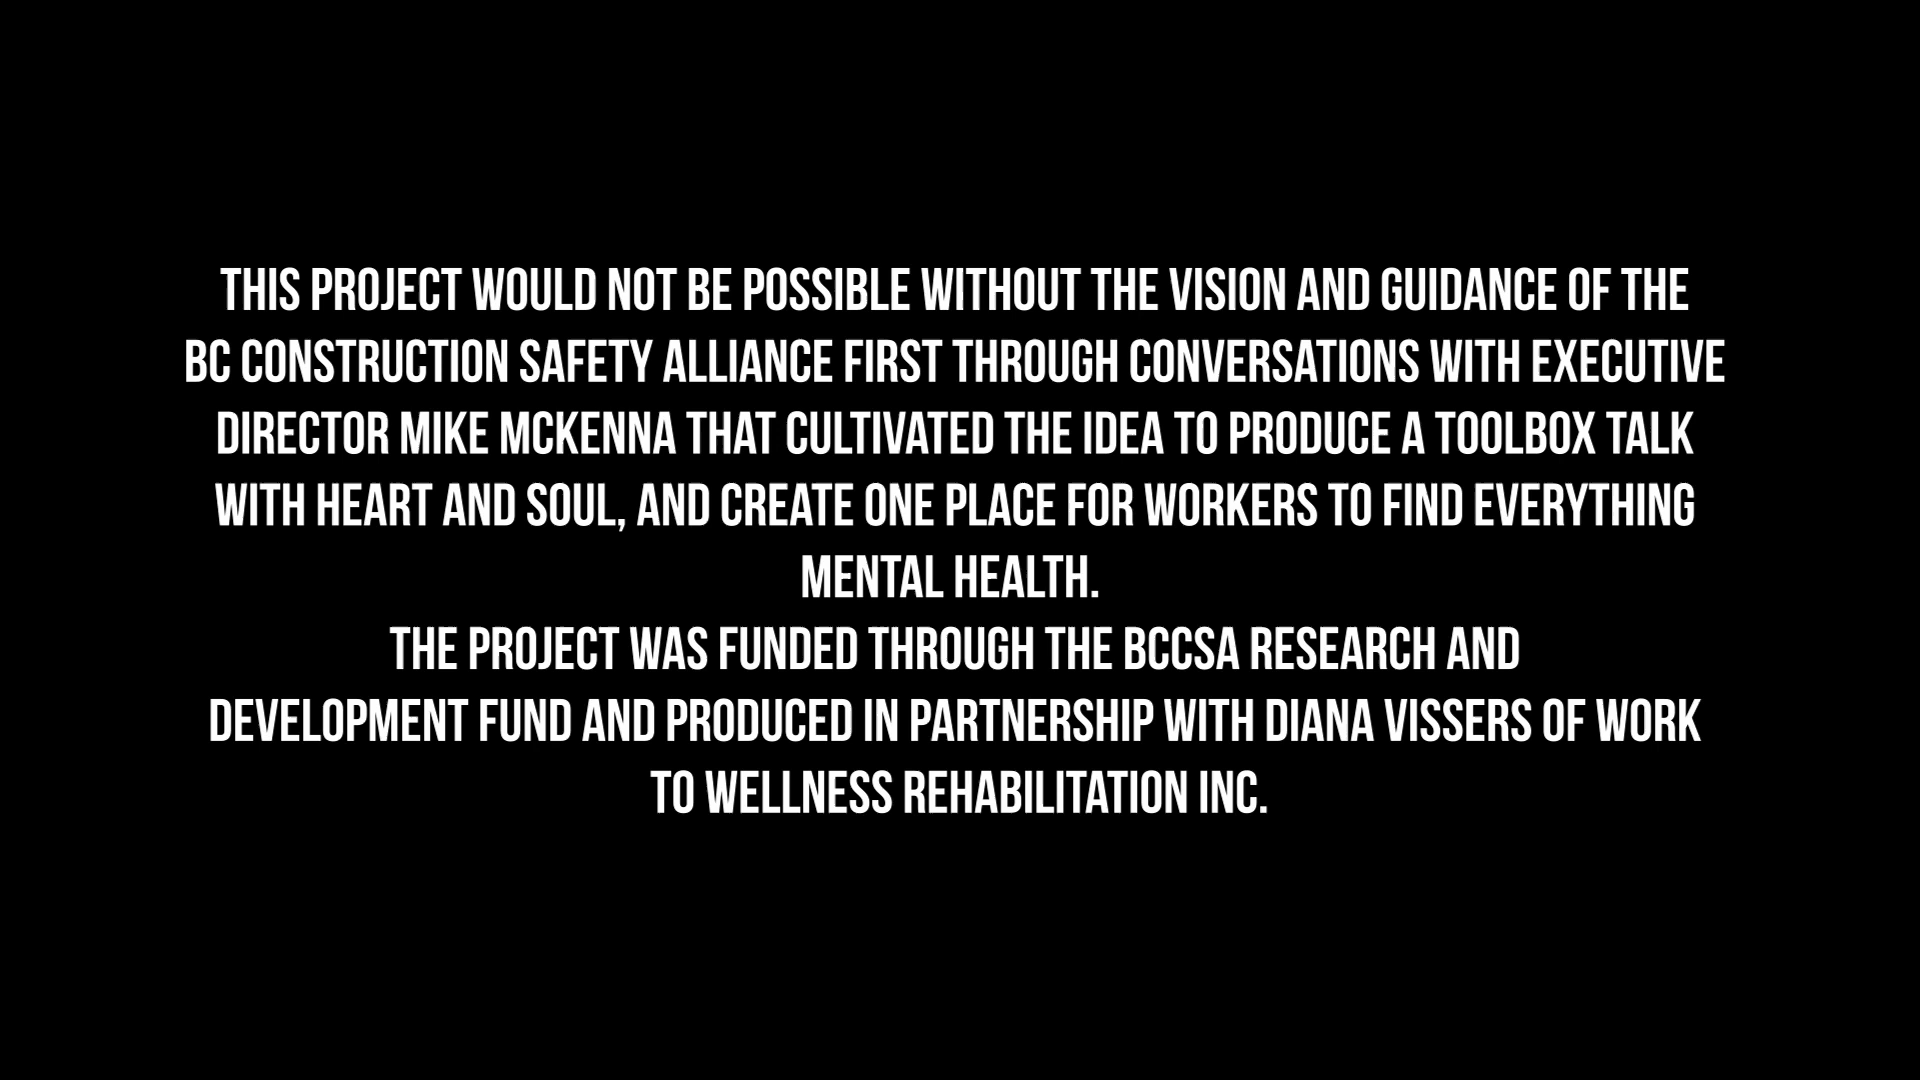 THIS PROJECT WOULD NOT BE POSSIBLE WITHOUT THE VISION AND GUIDANCE OF THE
BC CONSTRUCTION SAFETY ALLIANCE FIRST THROUGH CONVERSATIONS WITH EXECUTIVE
DIRECTOR MIKE MCKENNA THAT CULTIVATED THE IDEA TO PRODUCE A TOOLBOX TALK
WITH HEART AND SOUL, AND CREATE ONE PLACE FOR WORKERS TO FIND EVERYTHING
MENTAL HEALTH.
THE PROJECT WAS FUNDED THROUGH THE BCCSA RESEARCH AND
DEVELOPMENT FUND AND PRODUCED IN PARTNERSHIP WITH DIANA VISSERS OF WORK
TO WELLNESS REHABILITATION INC.